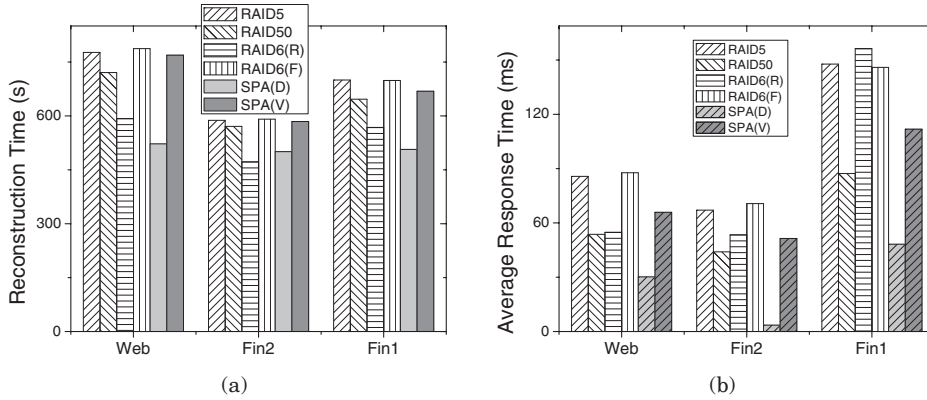 Reconstruction Time (s)
600
300
0
RAID5
RAID50
RAID6(R)
RAID6(F)
SPA(D)
SPA(V)
Web
Fin2
Fin1
(a)
Average Response Time (ms)
120
60
0
RAID5
RAID50
RAID6(R)
RAID6(F)
SPA(D)
SPA(V)
Web
Fin2
Fin1
(b)